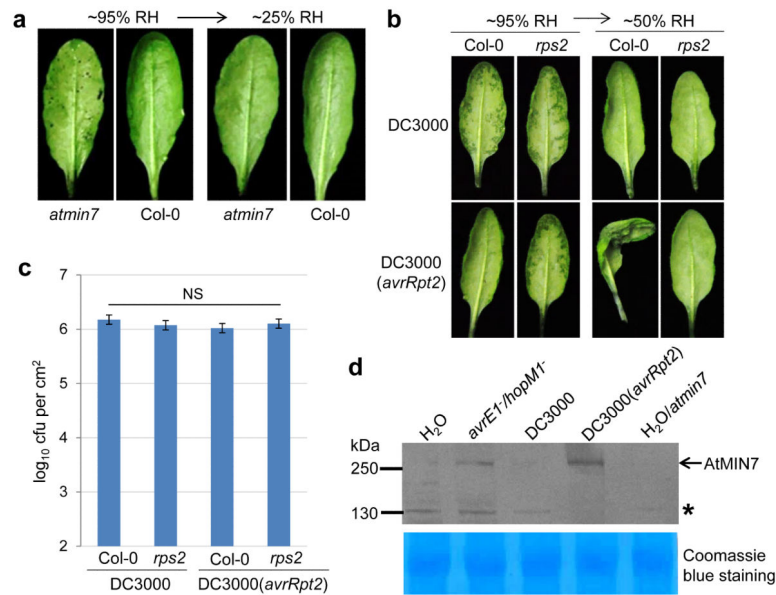 a
~95% RH → ~25% RH
atmin7 Col-0 atmin7 Col-0
b
~95% RH → ~50% RH
Col-0 rps2 Col-0 rps2
DC3000
DC3000
(avrRpt2)
c
log₁₀ cfu per cm²
7
6
5
4
3
2
NS
Col-0 rps2 Col-0 rps2
DC3000 DC3000(avrRpt2)
d
H₂O
avrE1⁻/hopM1⁻
DC3000
DC3000(avrRpt2)
H₂O/atmin7
kDa
250
130
←AtMIN7
*
Coomassie
blue staining